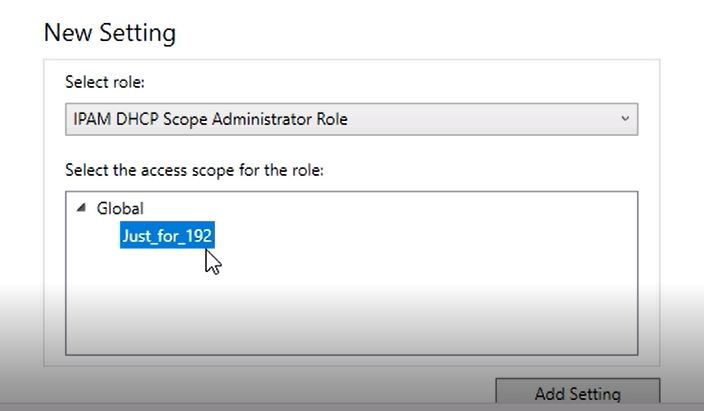 New Setting
Select role:
IPAM DHCP Scope Administrator Role
Select the access scope for the role:
Global
Just_for_192
Add Setting